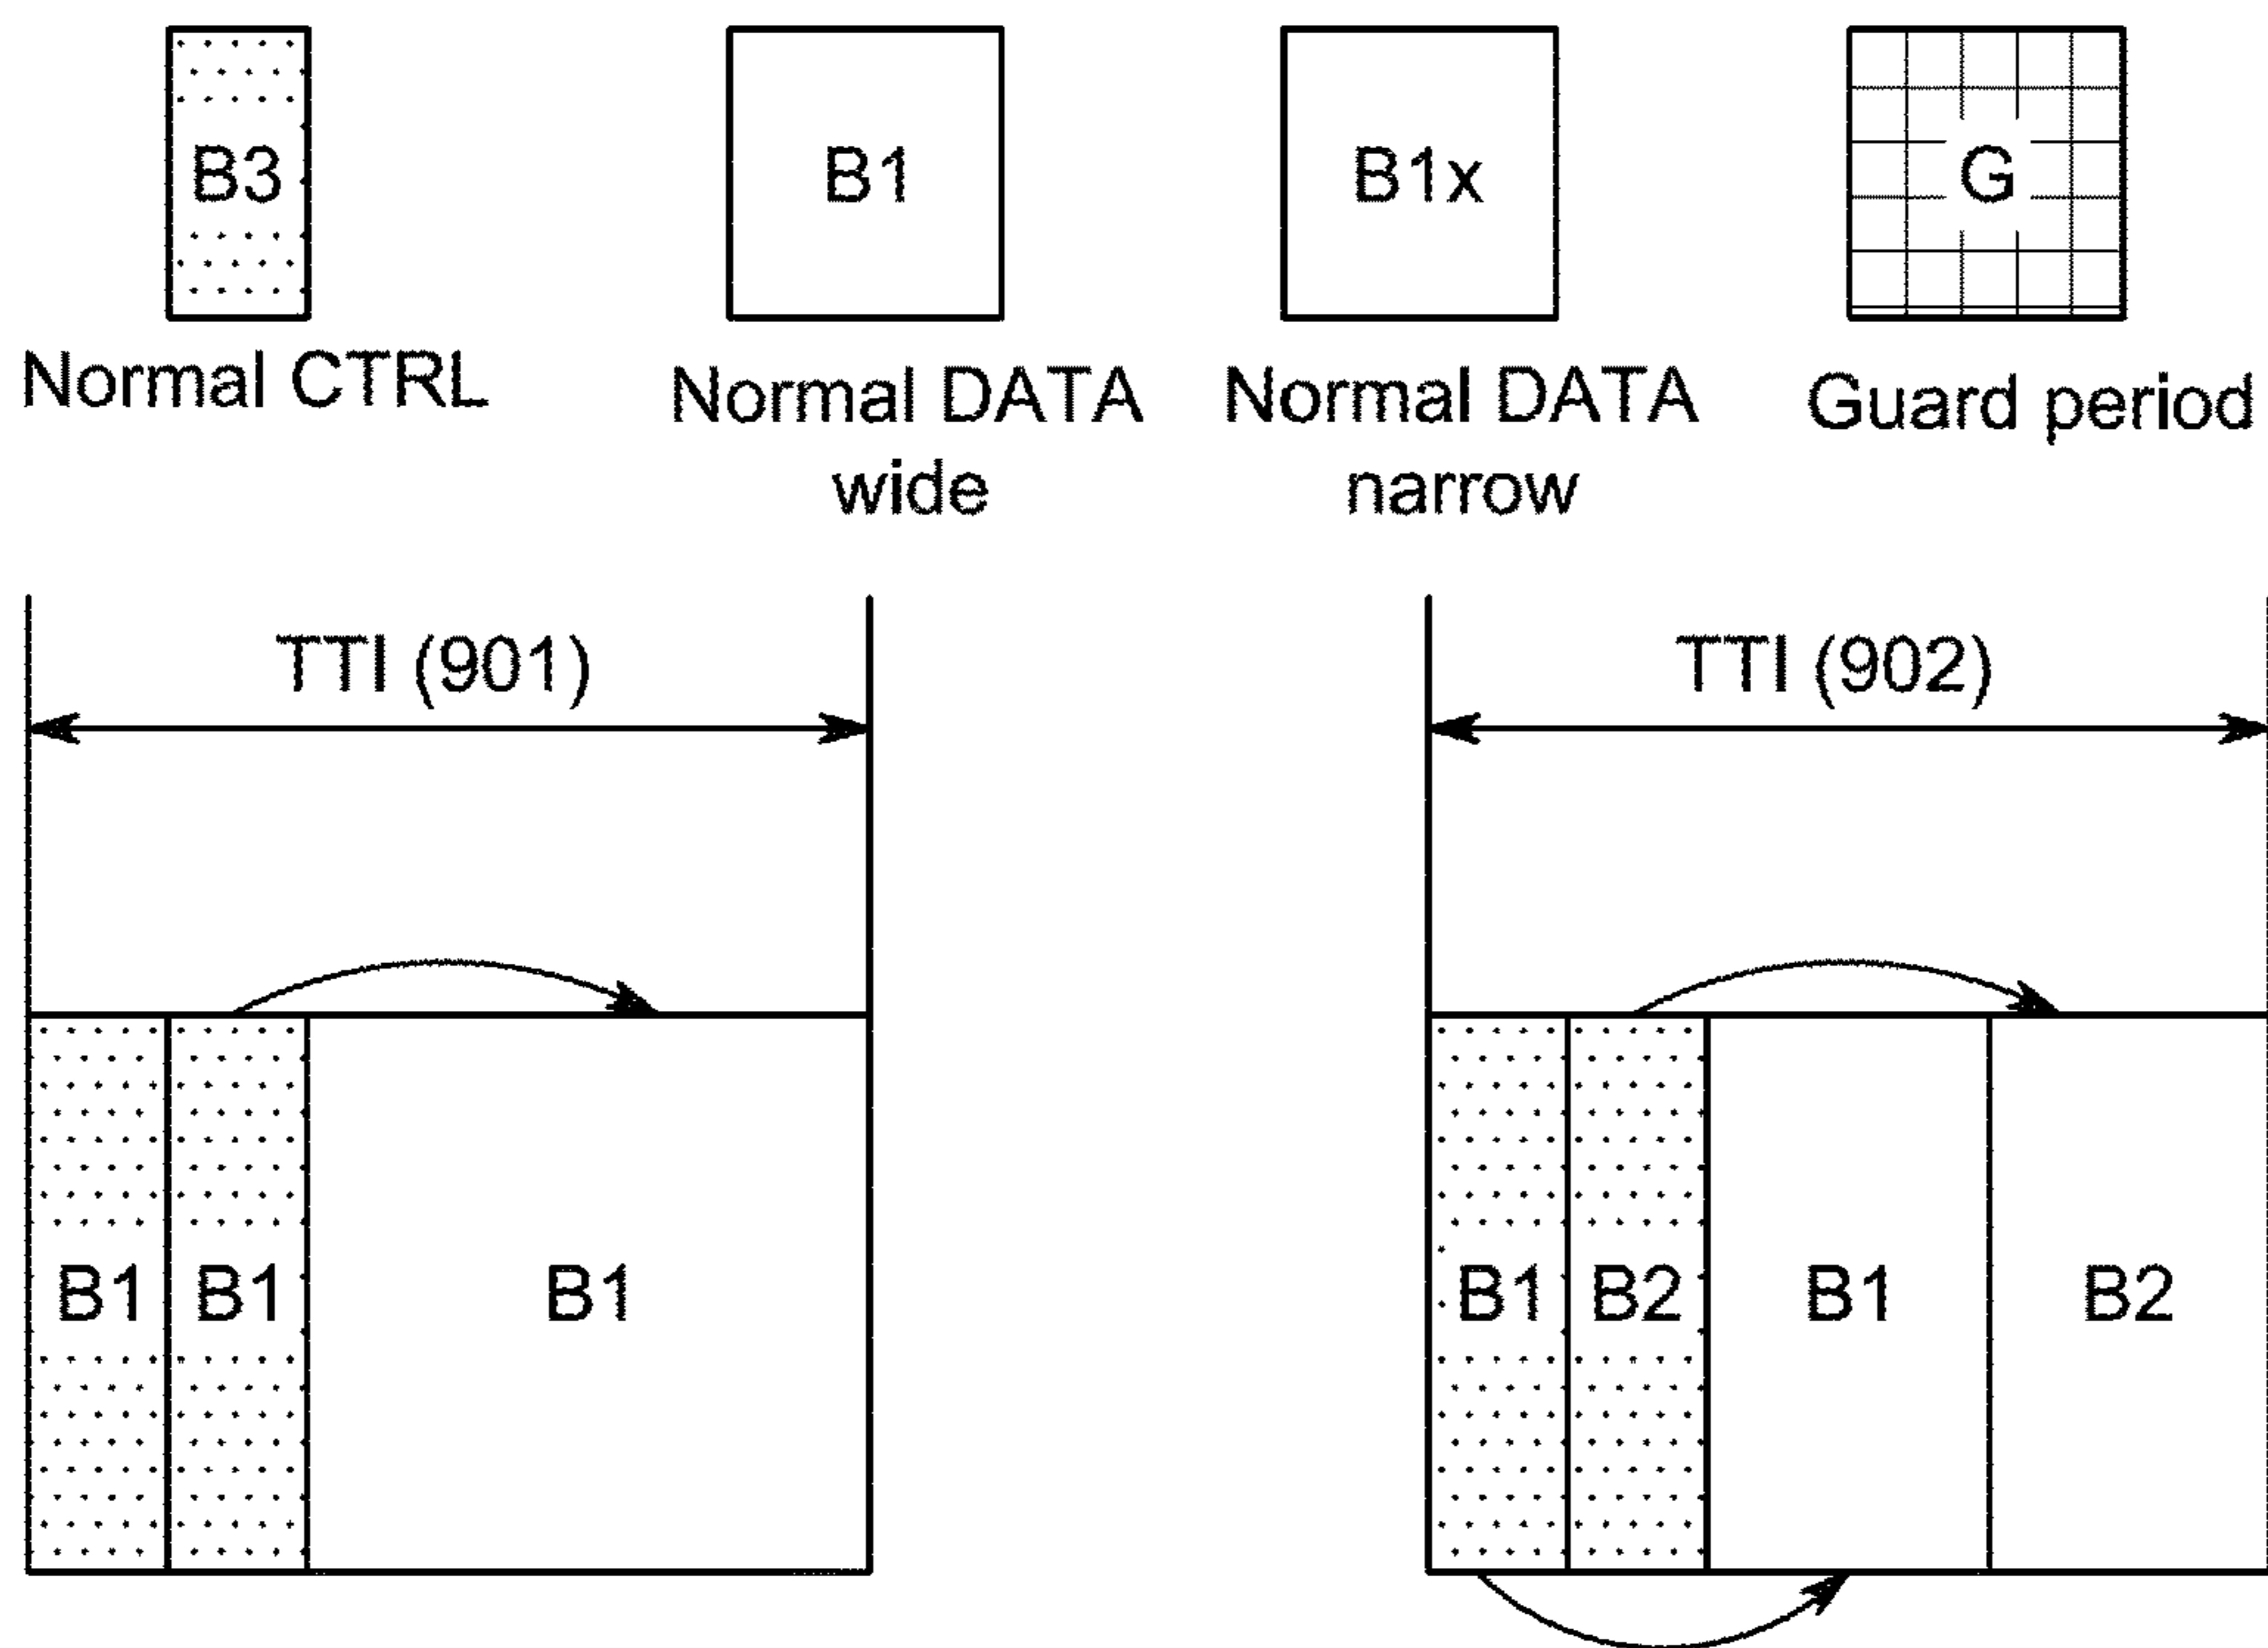 B3 B1 B1x G
Normal CTRL Normal DATA wide Normal DATA narrow Guard period
TTI (901) TTI (902)
B1 B1 B1 B1 B2 B1 B2